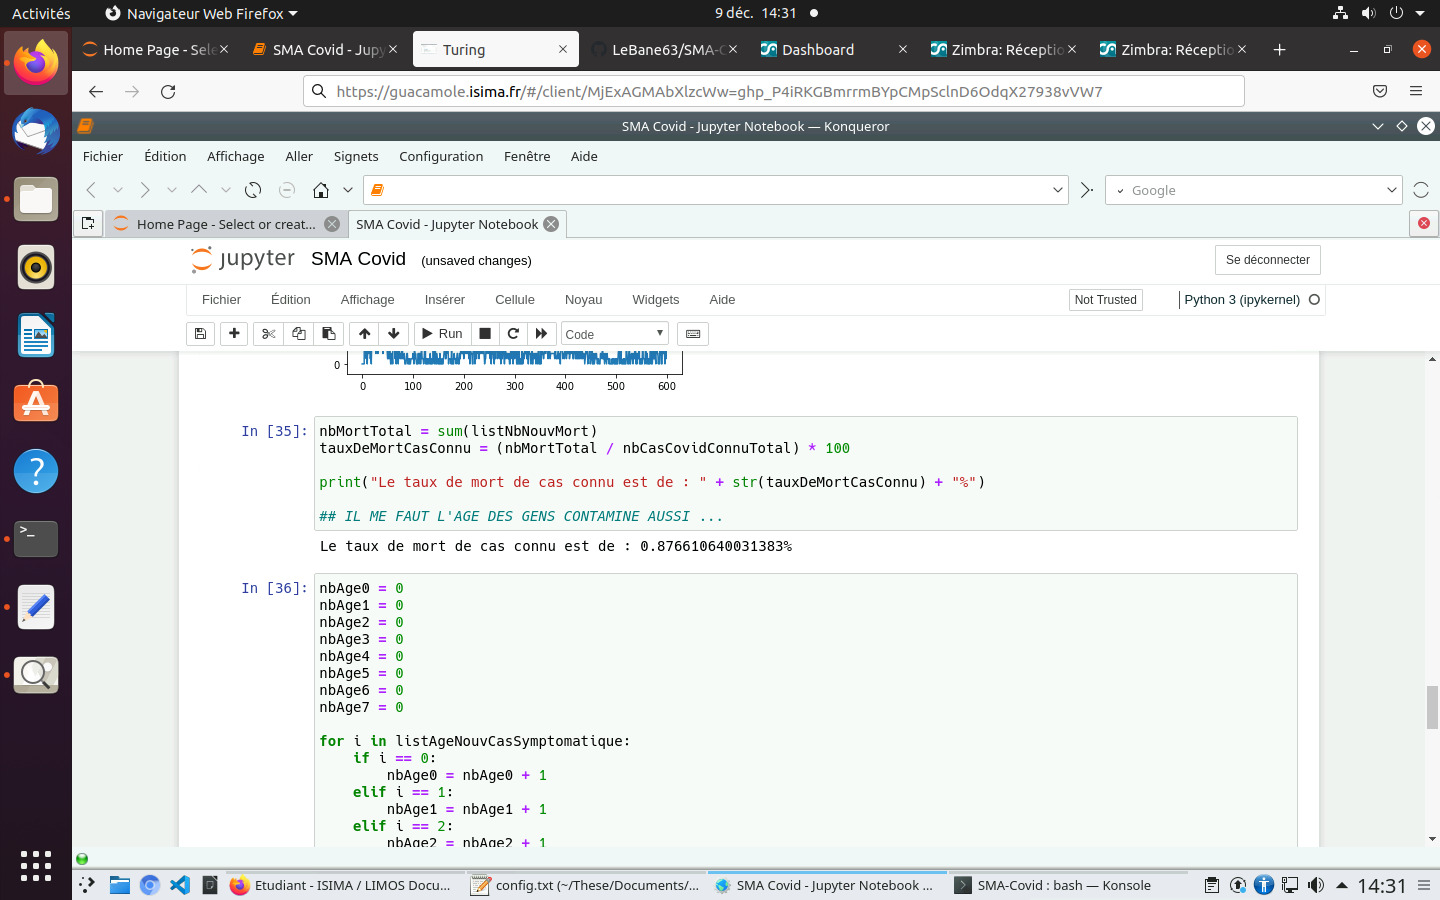 Activités
Navigateur Web Firefox
9 déc. 14:31
Home Page - Sele
SMA Covid - Jupy
Turing
LeBane63/SMA-C
Dashboard
Zimbra: Réceptio
Zimbra: Réceptio
SMA Covid - Jupyter Notebook — Konqueror
Fichier Édition Affichage Aller Signets Configuration Fenêtre Aide
Google
Home Page - Select or creat...
SMA Covid - Jupyter Notebook
jupyter SMA Covid (unsaved changes)
Se déconnecter
Fichier Édition Affichage Insérer Cellule Noyau Widgets Aide
Not Trusted
Python 3 (ipykernel)
Run
Code
0
0 100 200 300 400 500 600
In [35]:
nbMortTotal = sum(listNbNouvMort)
tauxDeMortCasConnu = (nbMortTotal / nbCasCovidConnuTotal) * 100
print("Le taux de mort de cas connu est de : " + str(tauxDeMortCasConnu) + "%")
## IL ME FAUT L'AGE DES GENS CONTAMINE AUSSI ...
Le taux de mort de cas connu est de : 0.876610640031383%
In [36]:
nbAge0 = 0
nbAge1 = 0
nbAge2 = 0
nbAge3 = 0
nbAge4 = 0
nbAge5 = 0
nbAge6 = 0
nbAge7 = 0
for i in listAgeNouvCasSymptomatique:
if i == 0:
nbAge0 = nbAge0 + 1
elif i == 1:
nbAge1 = nbAge1 + 1
elif i == 2:
nbAge2 = nbAge2 + 1
Etudiant - ISIMA / LIMOS Docu...
config.txt (~/These/Documents/...
SMA Covid - Jupyter Notebook ...
SMA-Covid : bash — Konsole
14:31